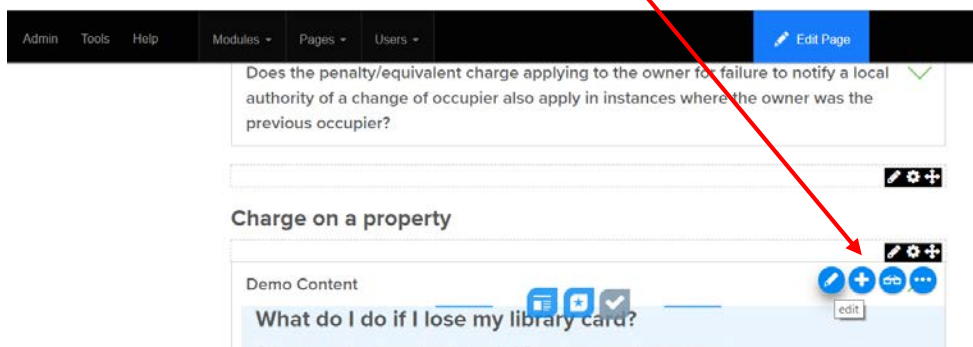 Admin Tools Help Modules Pages Users Edit Page
Does the penalty/equivalent charge applying to the owner for failure to notify a local
authority of a change of occupier also apply in instances where the owner was the
previous occupier?
Charge on a property
Demo Content
What do I do if I lose my library card?
edit